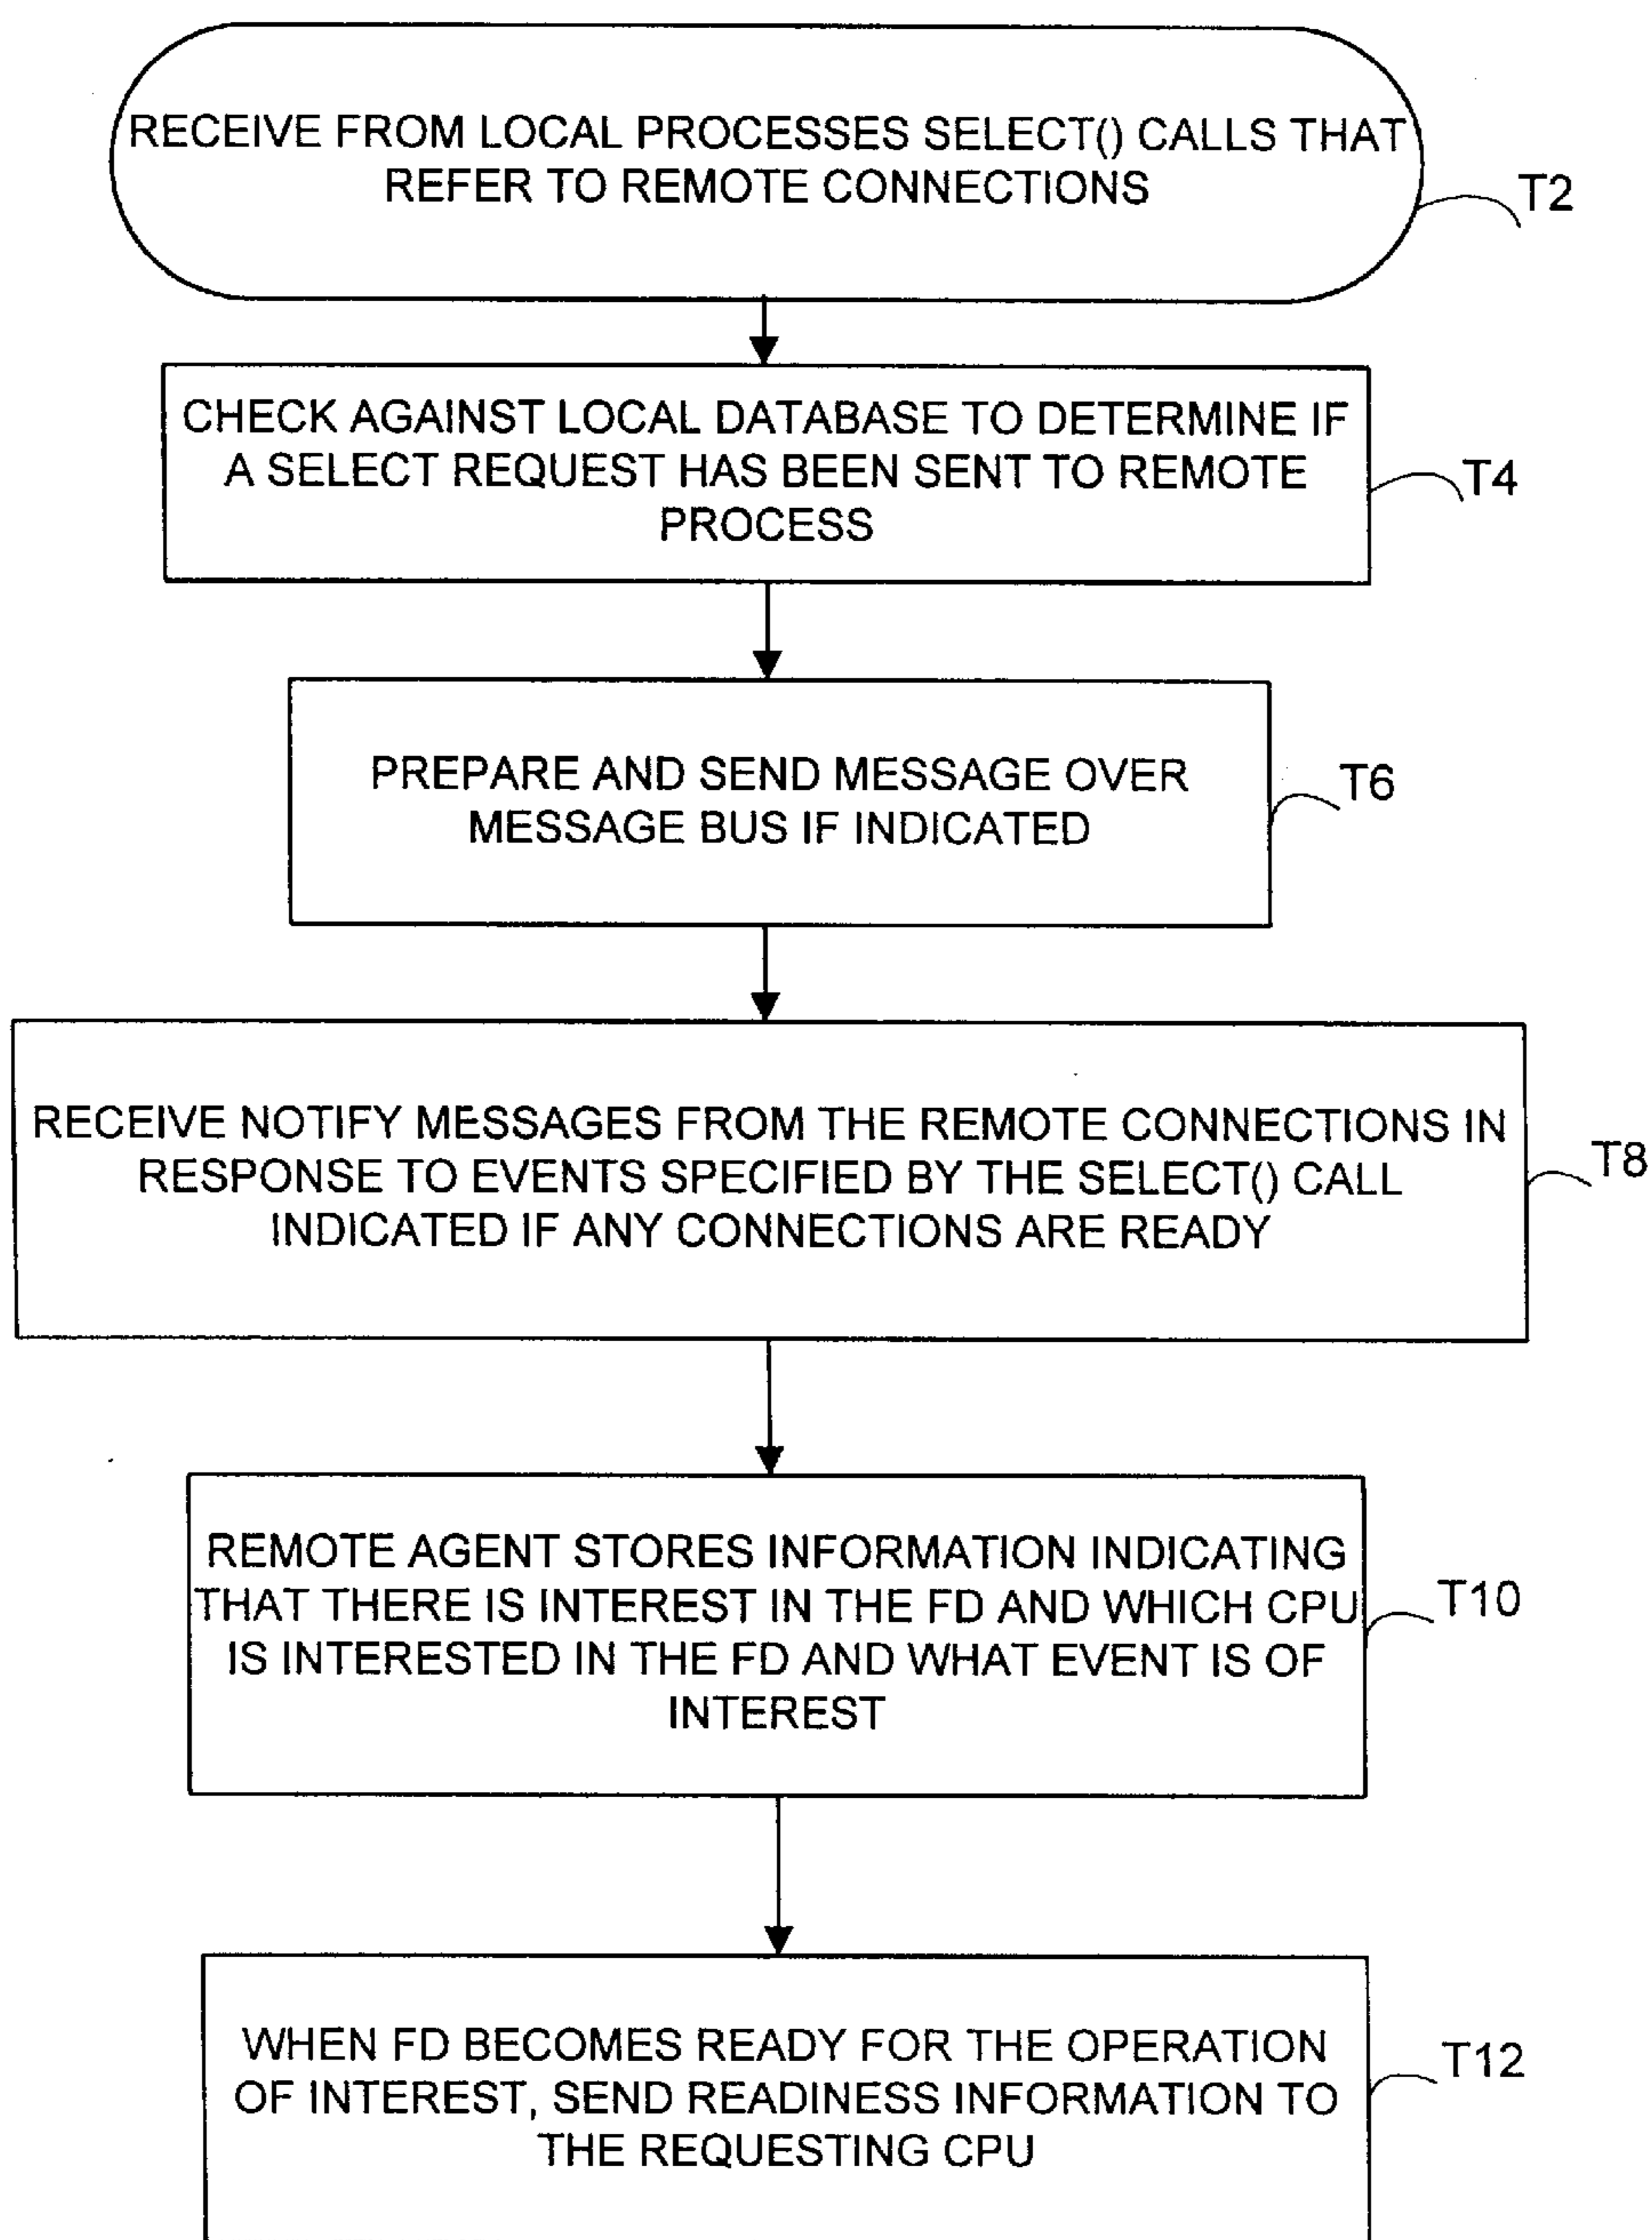 RECEIVE FROM LOCAL PROCESSES SELECT() CALLS THAT
REFER TO REMOTE CONNECTIONS
T2
CHECK AGAINST LOCAL DATABASE TO DETERMINE IF
A SELECT REQUEST HAS BEEN SENT TO REMOTE
PROCESS
T4
PREPARE AND SEND MESSAGE OVER
MESSAGE BUS IF INDICATED
T6
RECEIVE NOTIFY MESSAGES FROM THE REMOTE CONNECTIONS IN
RESPONSE TO EVENTS SPECIFIED BY THE SELECT() CALL
INDICATED IF ANY CONNECTIONS ARE READY
T8
REMOTE AGENT STORES INFORMATION INDICATING
THAT THERE IS INTEREST IN THE FD AND WHICH CPU
IS INTERESTED IN THE FD AND WHAT EVENT IS OF
INTEREST
T10
WHEN FD BECOMES READY FOR THE OPERATION
OF INTEREST, SEND READINESS INFORMATION TO
THE REQUESTING CPU
T12